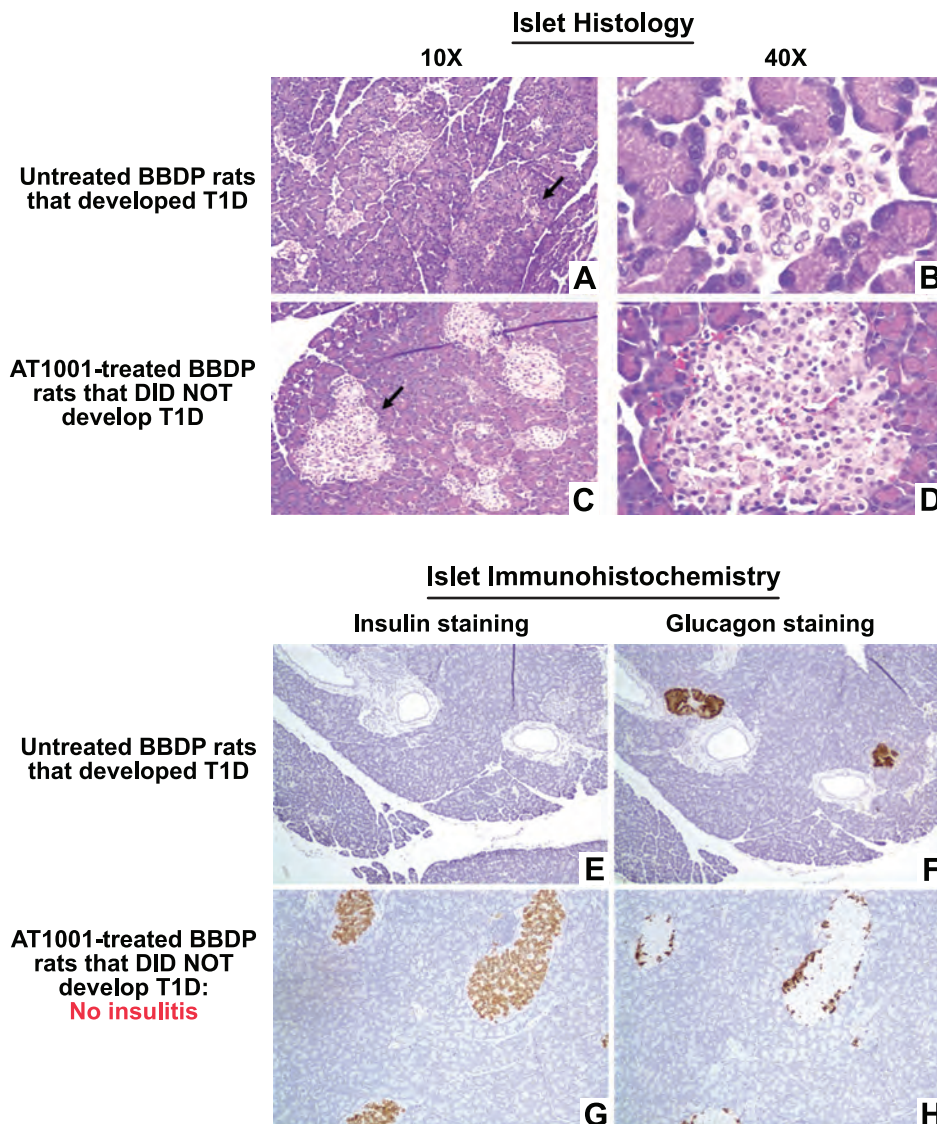 Islet Histology
10X
40X
Untreated BBDP rats
that developed T1D
A
B
AT1001-treated BBDP
rats that DID NOT
develop T1D
C
D
Islet Immunohistochemistry
Insulin staining
Glucagon staining
Untreated BBDP rats
that developed T1D
E
F
AT1001-treated BBDP
rats that DID NOT
develop T1D:
No insulitis
G
H